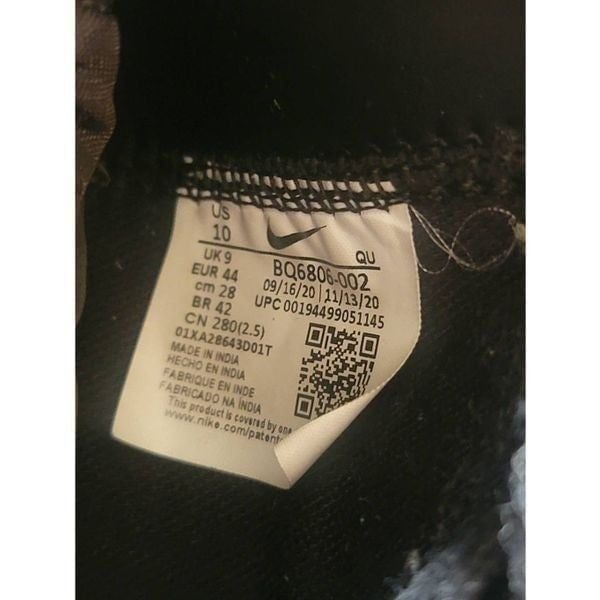 US
10
QU
UK 9
BQ6806-002
EUR 44
09/16/20 | 11/13/20
cm 28
UPC 00194499051145
BR 42
CN 280(2.5)
01XA28643D01T
MADE IN INDIA
HECHO EN INDIA
FABRIQUE EN INDE
FABRICADO NA ÍNDIA
This product is covered by one
www.nike.com/patent